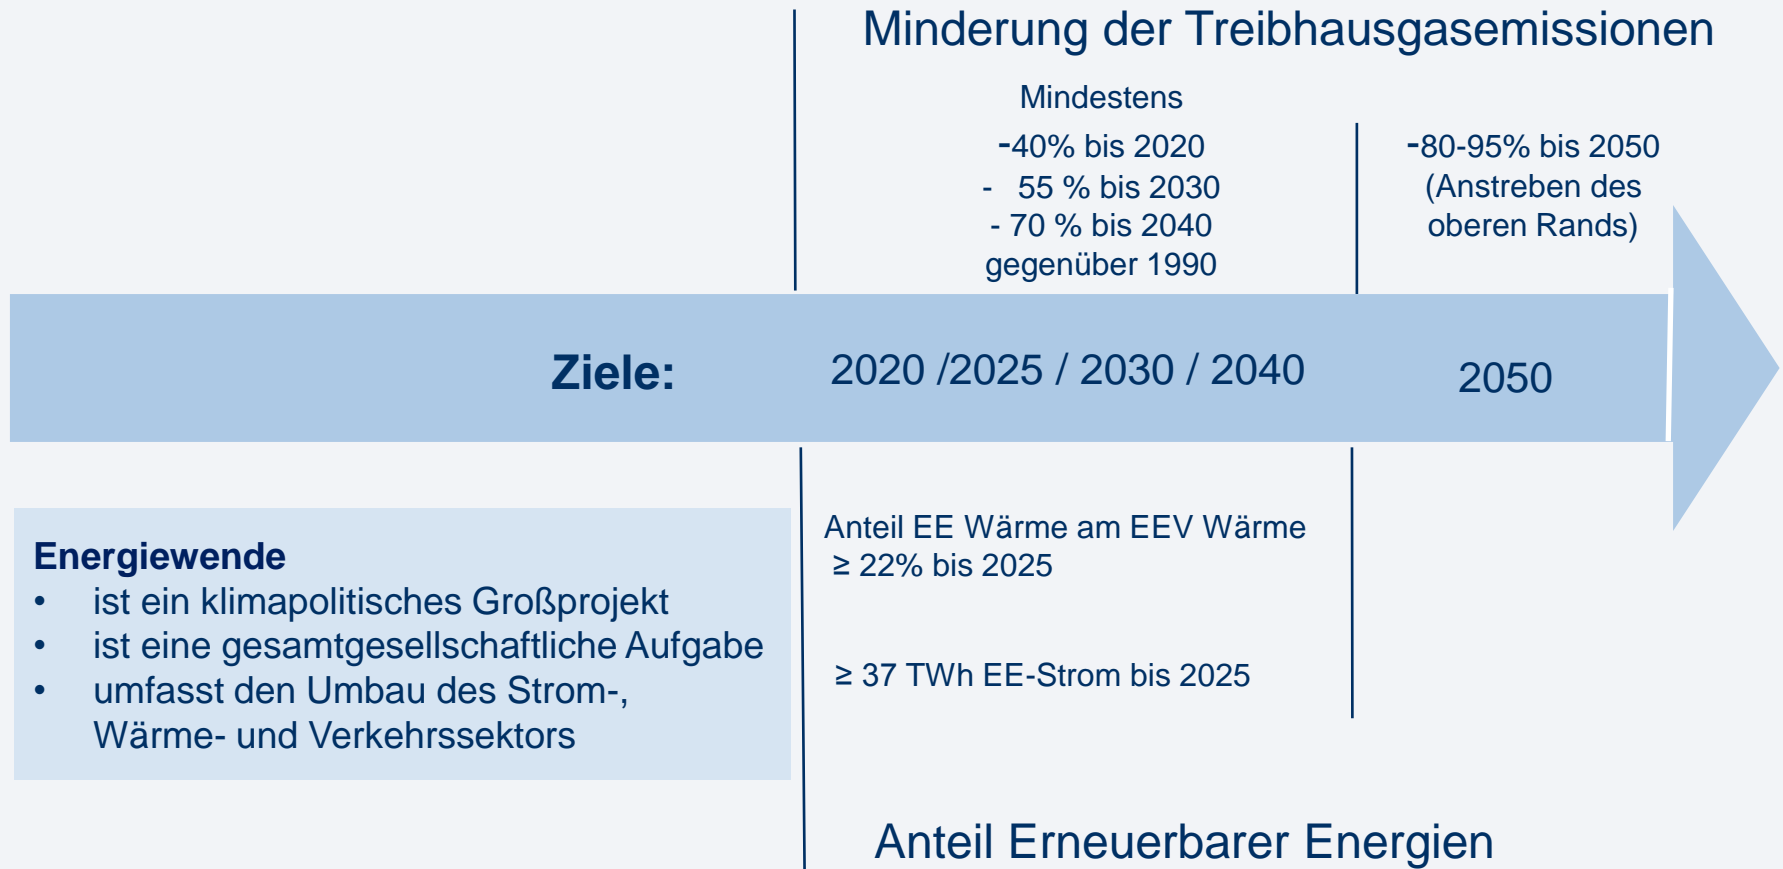 Minderung der Treibhausgasemissionen
Mindestens
-40% bis 2020
- 55 % bis 2030
- 70 % bis 2040
gegenüber 1990
-80-95% bis 2050
(Anstreben des
oberen Rands)
Ziele:
2020 /2025 / 2030 / 2040
2050
Energiewende
• ist ein klimapolitisches Großprojekt
• ist eine gesamtgesellschaftliche Aufgabe
• umfasst den Umbau des Strom-,
Wärme- und Verkehrssektors
Anteil EE Wärme am EEV Wärme
≥ 22% bis 2025
≥ 37 TWh EE-Strom bis 2025
Anteil Erneuerbarer Energien